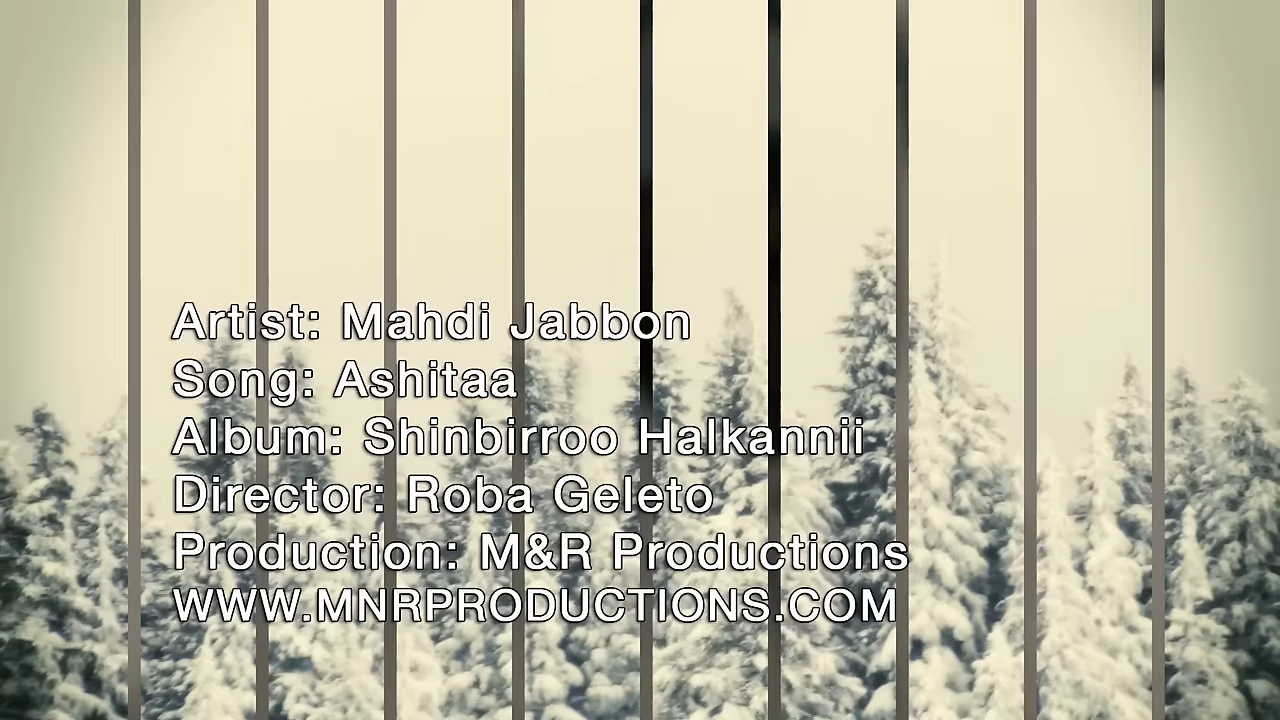 Artist: Mahdi Jabbon
Song: Ashitaa
Album: Shinbirroo Halkannii
Director: Roba Geleto
Production: M&R Productions
WWW.MNRPRODUCTIONS.COM